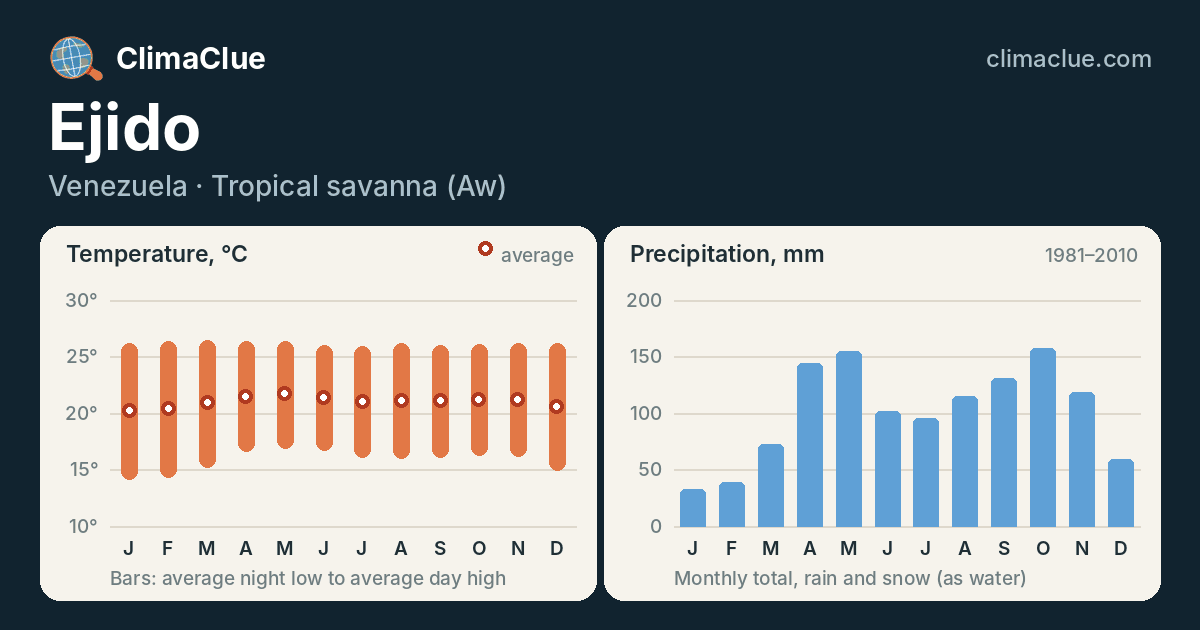 ClimaClue
climaclue.com
Ejido
Venezuela · Tropical savanna (Aw)
Temperature, °C
average
30°
25°
20°
15°
10°
J F M A M J J A S O N D
Bars: average night low to average day high
Precipitation, mm
1981–2010
200
150
100
50
0
J F M A M J J A S O N D
Monthly total, rain and snow (as water)